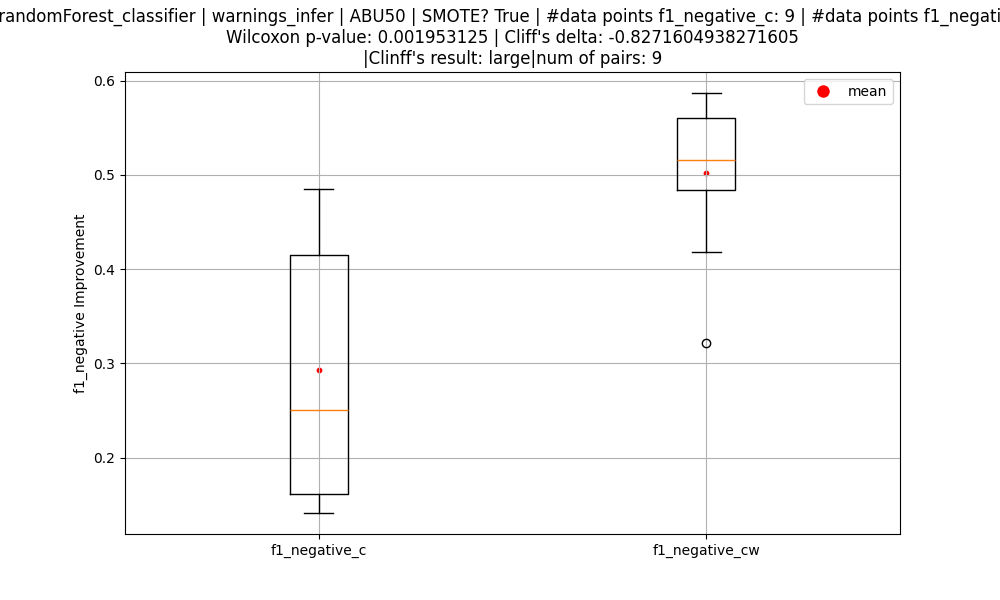 randomForest_classifier | warnings_infer | ABU50 | SMOTE? True | #data points f1_negative_c: 9 | #data points f1_negati
Wilcoxon p-value: 0.001953125 | Cliff's delta: -0.8271604938271605
|Clinff's result: large|num of pairs: 9
mean
0.6
0.5
0.4
0.3
0.2
f1_negative Improvement
f1_negative_c
f1_negative_cw